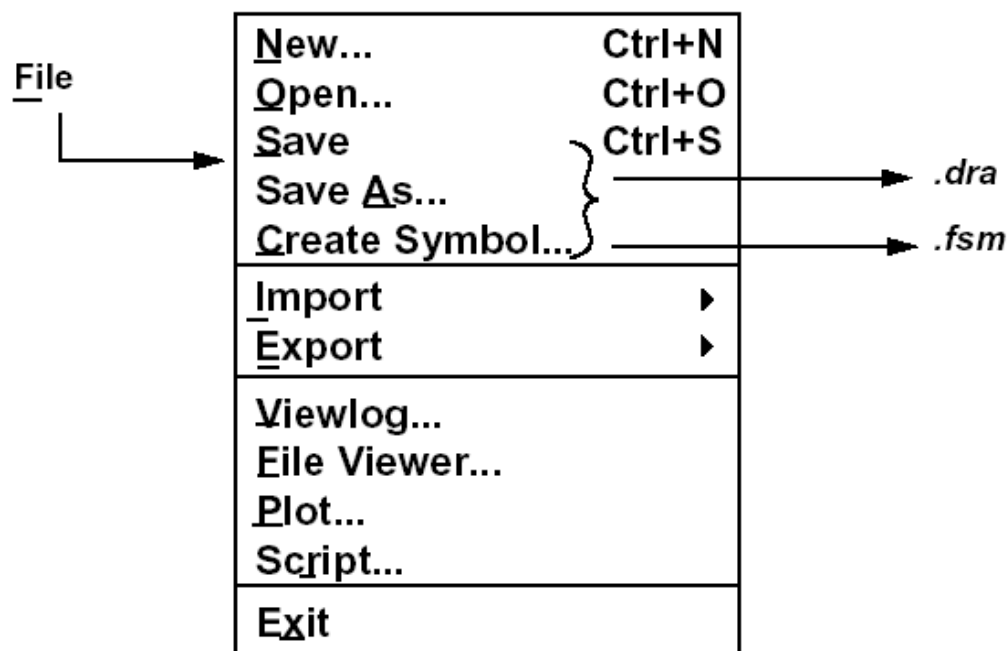 File
New... Ctrl+N
Open... Ctrl+O
Save Ctrl+S
Save As...
Create Symbol...
.dra
.fsm
Import
Export
Viewlog...
File Viewer...
Plot...
Script...
Exit